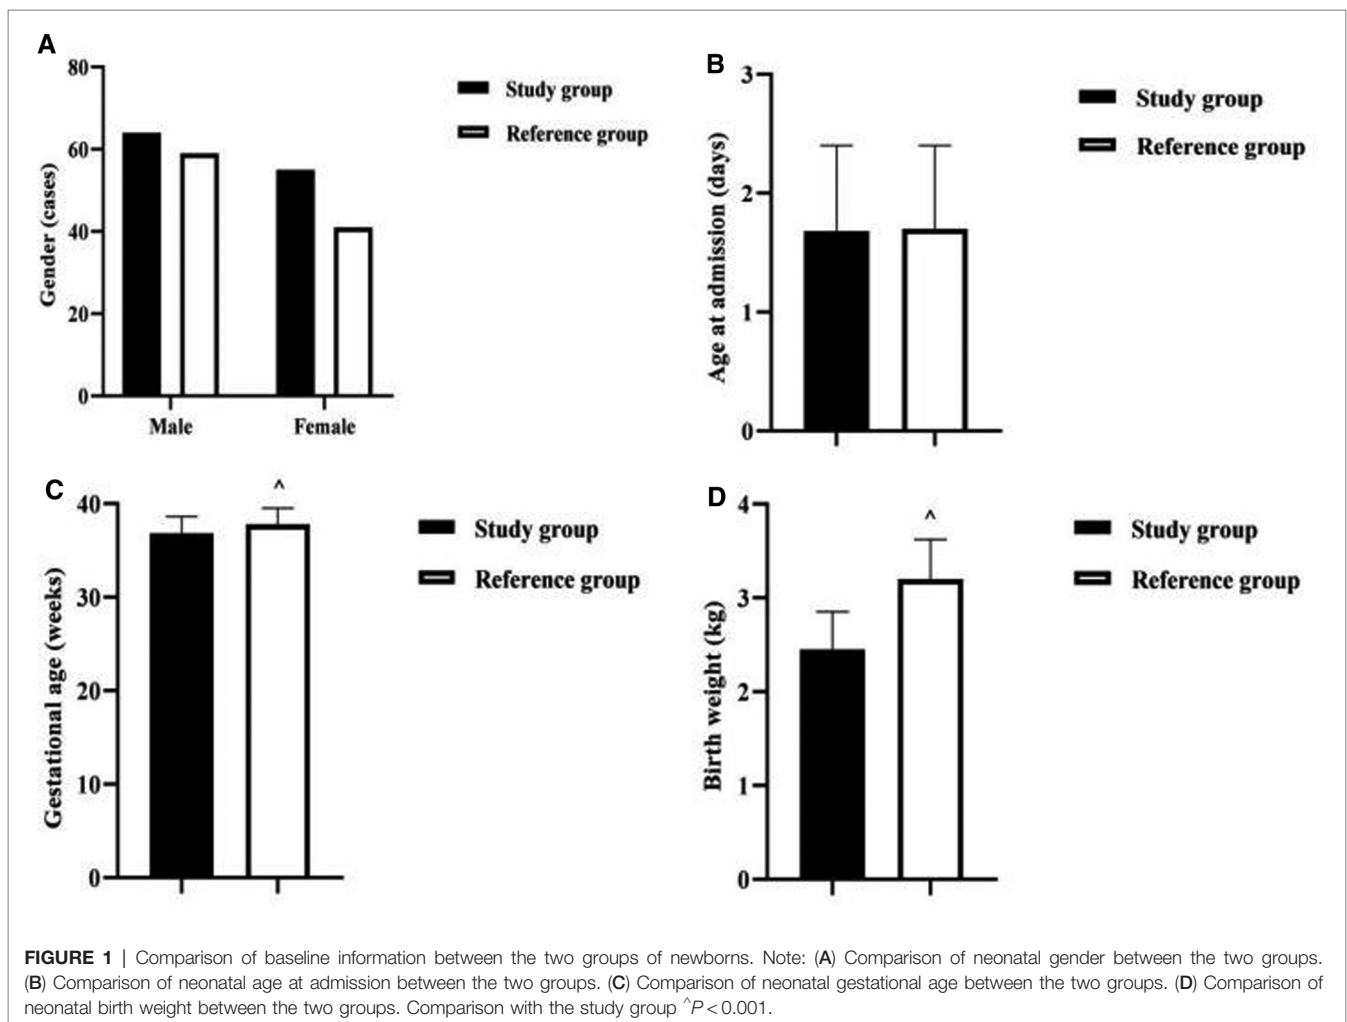 A
80
60
40
20
0
Gender (cases)
Male
Female
Study group
Reference group
B
3
2
1
0
Age at admission (days)
Study group
Reference group
C
^
40
30
20
10
0
Gestational age (weeks)
Study group
Reference group
D
^
4
3
2
1
0
Birth weight (kg)
Study group
Reference group
FIGURE 1 | Comparison of baseline information between the two groups of newborns. Note: (A) Comparison of neonatal gender between the two groups.
(B) Comparison of neonatal age at admission between the two groups. (C) Comparison of neonatal gestational age between the two groups. (D) Comparison of
neonatal birth weight between the two groups. Comparison with the study group ^P < 0.001.